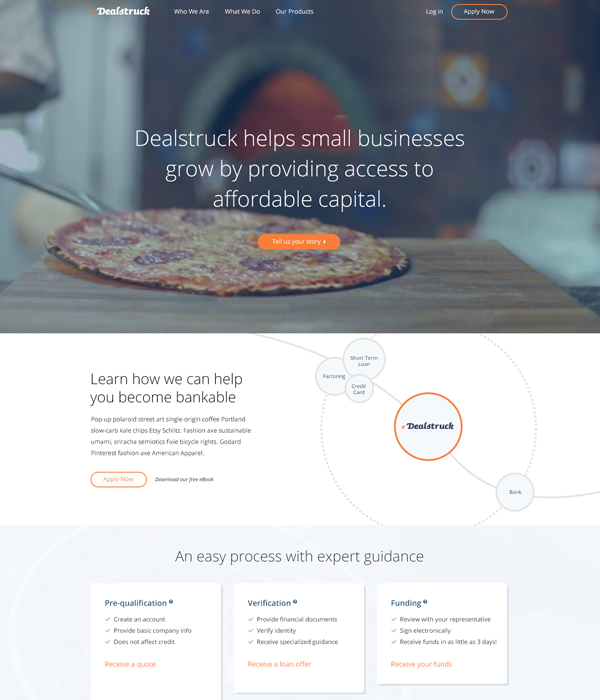 Dealstruck Who We Are What We Do Our Products Log in Apply Now
Dealstruck helps small businesses
grow by providing access to
affordable capital.
Tell us your story
Learn how we can help
you become bankable
Pop-up polaroid street art single-origin coffee Portland
slow-carb kale chips Etsy Schlitz. Fashion axe sustainable
umami, sriracha semiotics fixie bicycle rights. Godard
Pinterest fashion axe American Apparel.
Apply Now Download our free eBook
Short Term
Loan
Factoring
Credit
Card
Dealstruck
Bank
An easy process with expert guidance
Pre-qualification ?
Create an account
Provide basic company info
Does not affect credit
Receive a quote
Verification ?
Provide financial documents
Verify identity
Receive specialized guidance
Receive a loan offer
Funding ?
Review with your representative
Sign electronically
Receive funds in as little as 3 days!
Receive your funds